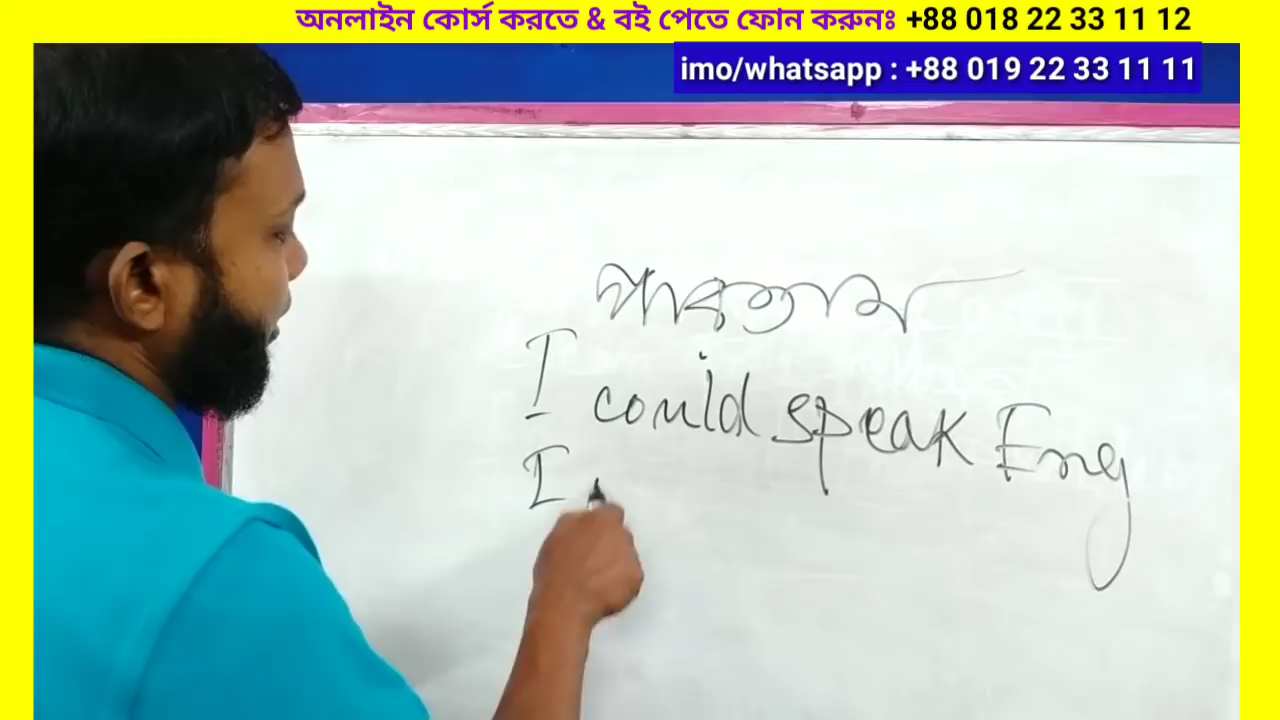 অনলাইন কোর্স করতে & বই পেতে ফোন করুনঃ +88 018 22 33 11 12
imo/whatsapp : +88 019 22 33 11 11
পারতাম
I could speak Eng
I